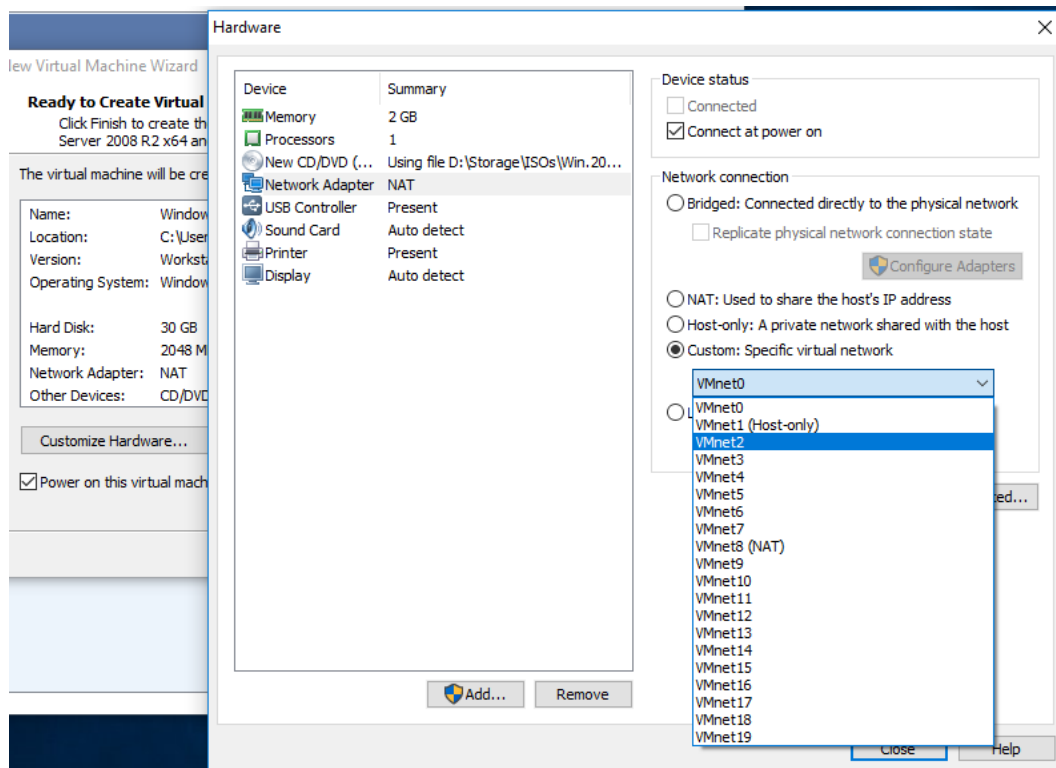 Hardware
New Virtual Machine Wizard
Ready to Create Virtual
Click Finish to create th
Server 2008 R2 x64 an
The virtual machine will be cre
Name: Window
Location: C:\User
Version: Workst
Operating System: Window
Hard Disk: 30 GB
Memory: 2048 M
Network Adapter: NAT
Other Devices: CD/DVD
Customize Hardware...
Power on this virtual mach
Device Summary
Memory 2 GB
Processors 1
New CD/DVD (... Using file D:\Storage\ISOs\Win.20...
Network Adapter NAT
USB Controller Present
Sound Card Auto detect
Printer Present
Display Auto detect
Add... Remove
Device status
Connected
Connect at power on
Network connection
Bridged: Connected directly to the physical network
Replicate physical network connection state
Configure Adapters
NAT: Used to share the host's IP address
Host-only: A private network shared with the host
Custom: Specific virtual network
VMnet0
VMnet0
VMnet1 (Host-only)
VMnet2
VMnet3
VMnet4
VMnet5
VMnet6
VMnet7
VMnet8 (NAT)
VMnet9
VMnet10
VMnet11
VMnet12
VMnet13
VMnet14
VMnet15
VMnet16
VMnet17
VMnet18
VMnet19
ced...
Close Help